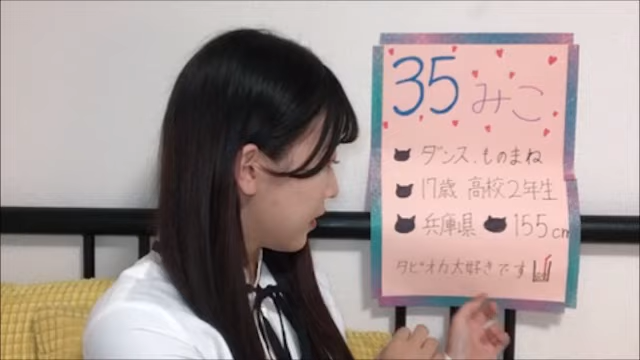 35 みこ
ダンス、ものまね
17歳 高校2年生
兵庫県 155cm
タピオカ大好きです